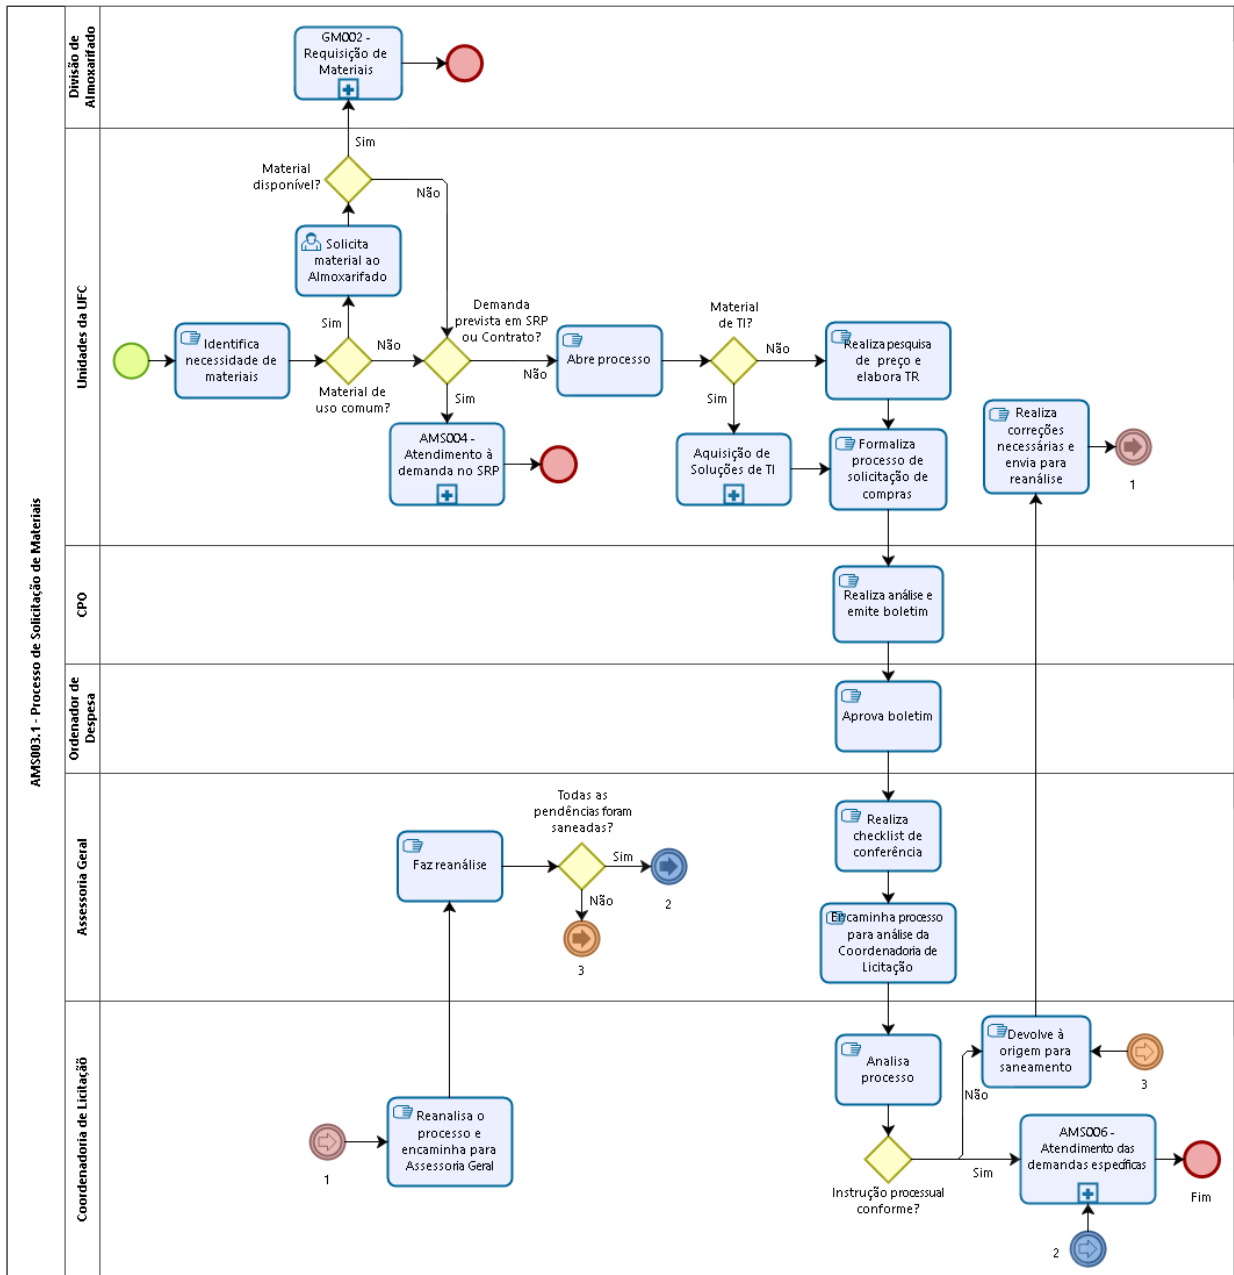 AMS003.1 - Processo de Solicitação de Materiais
Divisão de
Almoxarifado
GM002 -
Requisição de
Materiais
Unidades da UFC
Sim
Material
disponível?
Não
Solicita
material ao
Almoxarifado
Sim
Identifica
necessidade de
materiais
Material de
uso comum?
Não
Demanda
prevista em SRP
ou Contrato?
Não
Sim
AMS004 -
Atendimento à
demanda no SRP
Abre processo
Material
de TI?
Não
Sim
Aquisição de
Soluções de TI
Realiza pesquisa
de preço e
elabora TR
Formaliza
processo de
solicitação de
compras
Realiza
correções
necessárias e
envia para
reanálise
1
CPO
Realiza análise e
emite boletim
Ordenador de
Despesa
Aprova boletim
Assessoria Geral
Todas as
pendências foram
saneadas?
Faz reanálise
Sim
2
Não
3
Realiza
checklist de
conferência
Encaminha processo
para análise da
Coordenadoria de
Licitação
Coordenadoria de Licitação
1
Reanalisa o
processo e
encaminha para
Assessoria Geral
Analisa
processo
Instrução processual
conforme?
Não
Sim
Devolve à
origem para
saneamento
3
AMS006 -
Atendimento das
demandas específicas
Fim
2